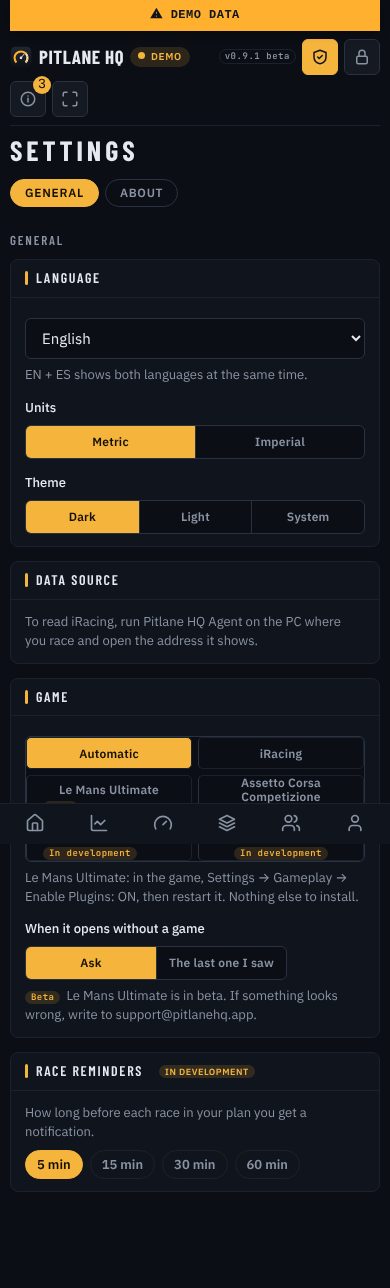 ⚠ DEMO DATA
PITLANE HQ
DEMO
v0.9.1 beta
3
SETTINGS
GENERAL
ABOUT
GENERAL
LANGUAGE
English
EN + ES shows both languages at the same time.
Units
Metric
Imperial
Theme
Dark
Light
System
DATA SOURCE
To read iRacing, run Pitlane HQ Agent on the PC where
you race and open the address it shows.
GAME
Automatic
iRacing
Le Mans Ultimate
Assetto Corsa
Competizione
In development
In development
Le Mans Ultimate: in the game, Settings → Gameplay →
Enable Plugins: ON, then restart it. Nothing else to install.
When it opens without a game
Ask
The last one I saw
Beta Le Mans Ultimate is in beta. If something looks
wrong, write to support@pitlanehq.app.
RACE REMINDERS
IN DEVELOPMENT
How long before each race in your plan you get a
notification.
5 min
15 min
30 min
60 min